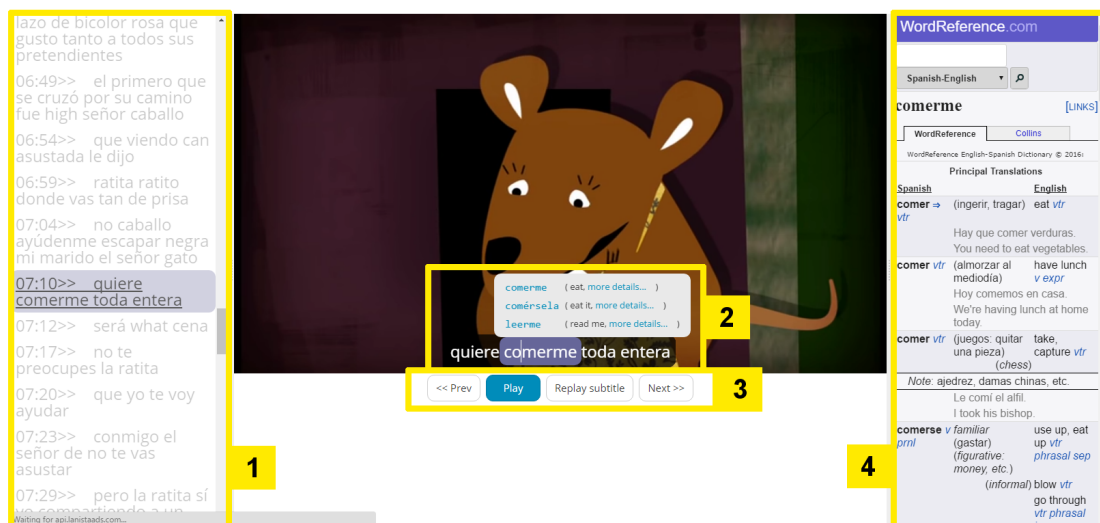 lazo de bicolor rosa que
gusto tanto a todos sus
pretendientes
06:49>> el primero que
se cruzó por su camino
fue high señor caballo
06:54>> que viendo can
asustada le dijo
06:59>> ratita ratito
donde vas tan de prisa
07:04>> no caballo
ayúdenme escapar negra
mi marido el señor gato
07:10>> quiere
comerme toda entera
07:12>> será what cena
07:17>> no te
preocupes la ratita
07:20>> que yo te voy
ayudar
07:23>> conmigo el
señor de no te vas
asustar
07:29>> pero la ratita sí
yo compartiendo a un
Waiting for api.lanistaads.com...
1
comerme (eat, more details... )
comérsela (eat it, more details... )
leerme (read me, more details... )
quiere comerme toda entera
2
<< Prev Play Replay subtitle Next >>
3
4
WordReference.com
Spanish-English
comerme [LINKS]
WordReference Collins
WordReference English-Spanish Dictionary © 2016:
Principal Translations
Spanish English
comer ⇒ (ingerir, tragar) eat vtr
vtr
Hay que comer verduras.
You need to eat vegetables.
comer vtr (almorzar al have lunch
mediodía) v expr
Hoy comemos en casa.
We're having lunch at home
today.
comer vtr (juegos: quitar take,
una pieza) capture vtr
(chess)
Note: ajedrez, damas chinas, etc.
Le comí el alfil.
I took his bishop.
comerse v familiar use up, eat
prnl (gastar) up vtr
(figurative: phrasal sep
money, etc.)
(informal) blow vtr
go through
vtr phrasal